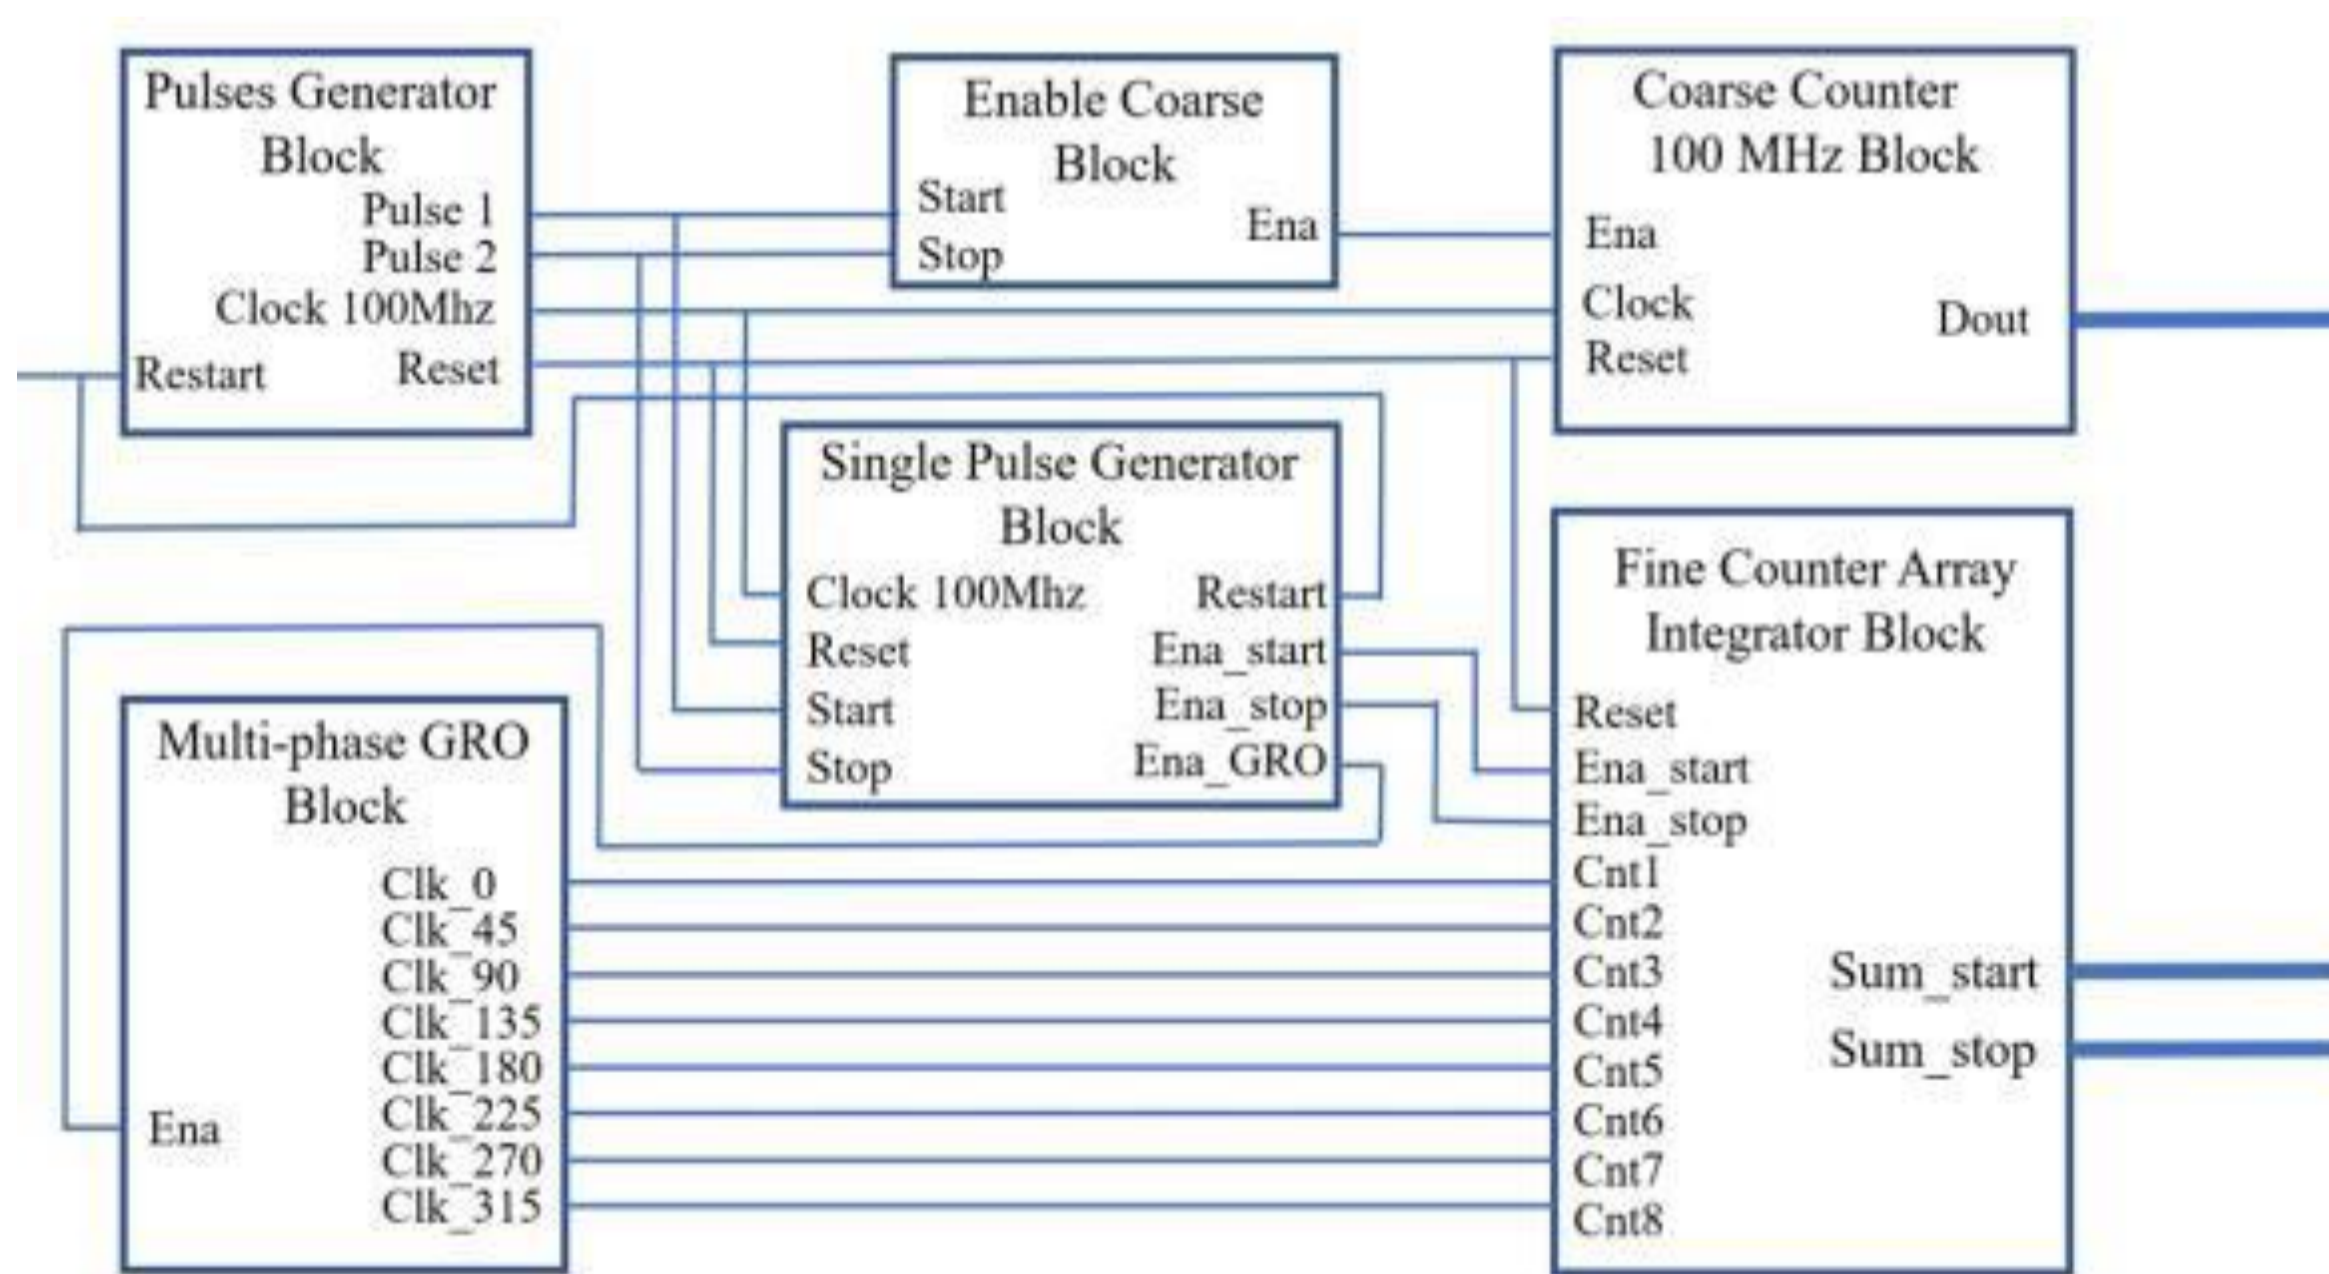 Pulses Generator
Block
Pulse 1
Pulse 2
Clock 100Mhz
Restart
Reset
Enable Coarse
Block
Start
Stop
Ena
Coarse Counter
100 MHz Block
Ena
Clock
Reset
Dout
Single Pulse Generator
Block
Clock 100Mhz
Reset
Start
Stop
Restart
Ena_start
Ena_stop
Ena_GRO
Multi-phase GRO
Block
Ena
Clk_0
Clk_45
Clk_90
Clk_135
Clk_180
Clk_225
Clk_270
Clk_315
Fine Counter Array
Integrator Block
Reset
Ena_start
Ena_stop
Cnt1
Cnt2
Cnt3
Cnt4
Cnt5
Cnt6
Cnt7
Cnt8
Sum_start
Sum_stop